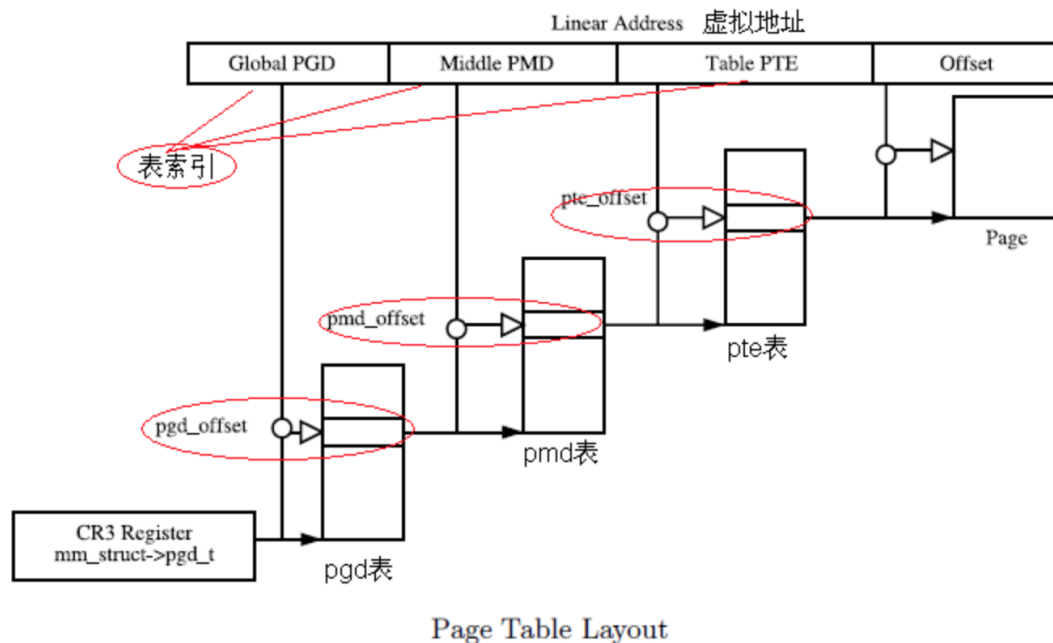 Linear Address 虚拟地址
Global PGD Middle PMD Table PTE Offset
表索引
pte_offset
Page
pmd_offset
pte表
pgd_offset
pmd表
CR3 Register
mm_struct->pgd_t
pgd表
Page Table Layout